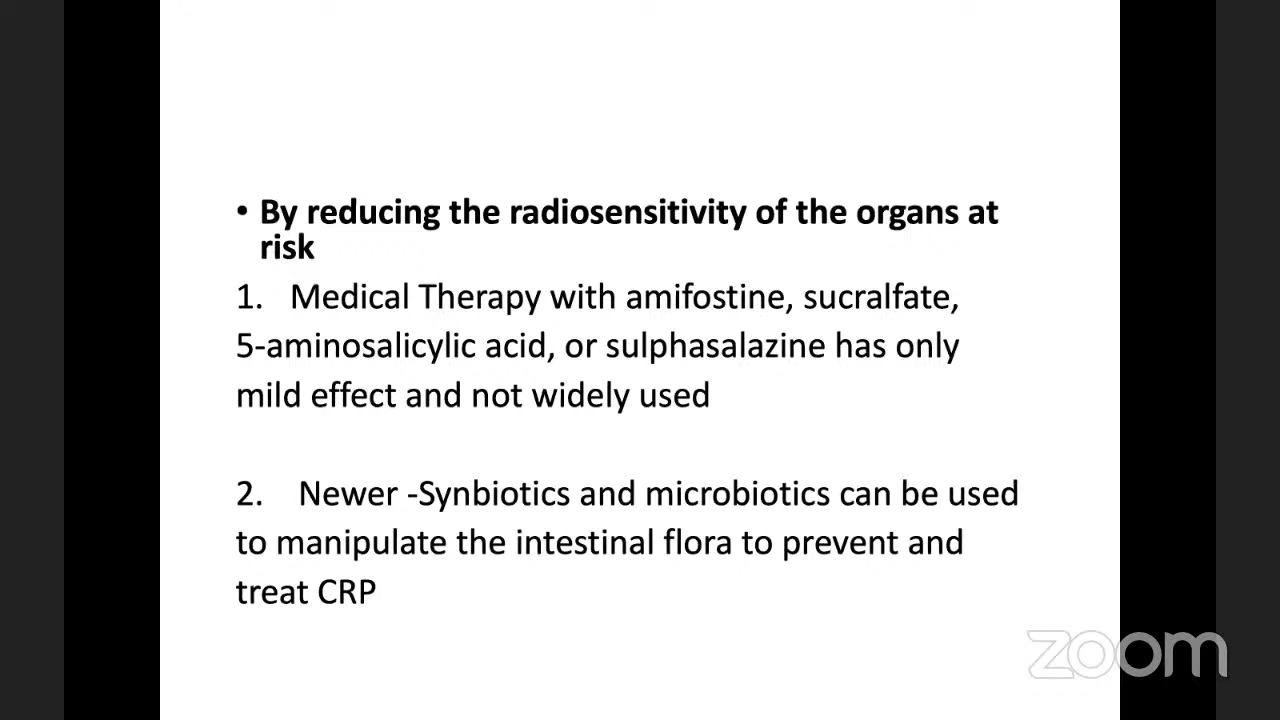 • By reducing the radiosensitivity of the organs at
risk
1. Medical Therapy with amifostine, sucralfate,
5-aminosalicylic acid, or sulphasalazine has only
mild effect and not widely used
2. Newer -Synbiotics and microbiotics can be used
to manipulate the intestinal flora to prevent and
treat CRP
zoom